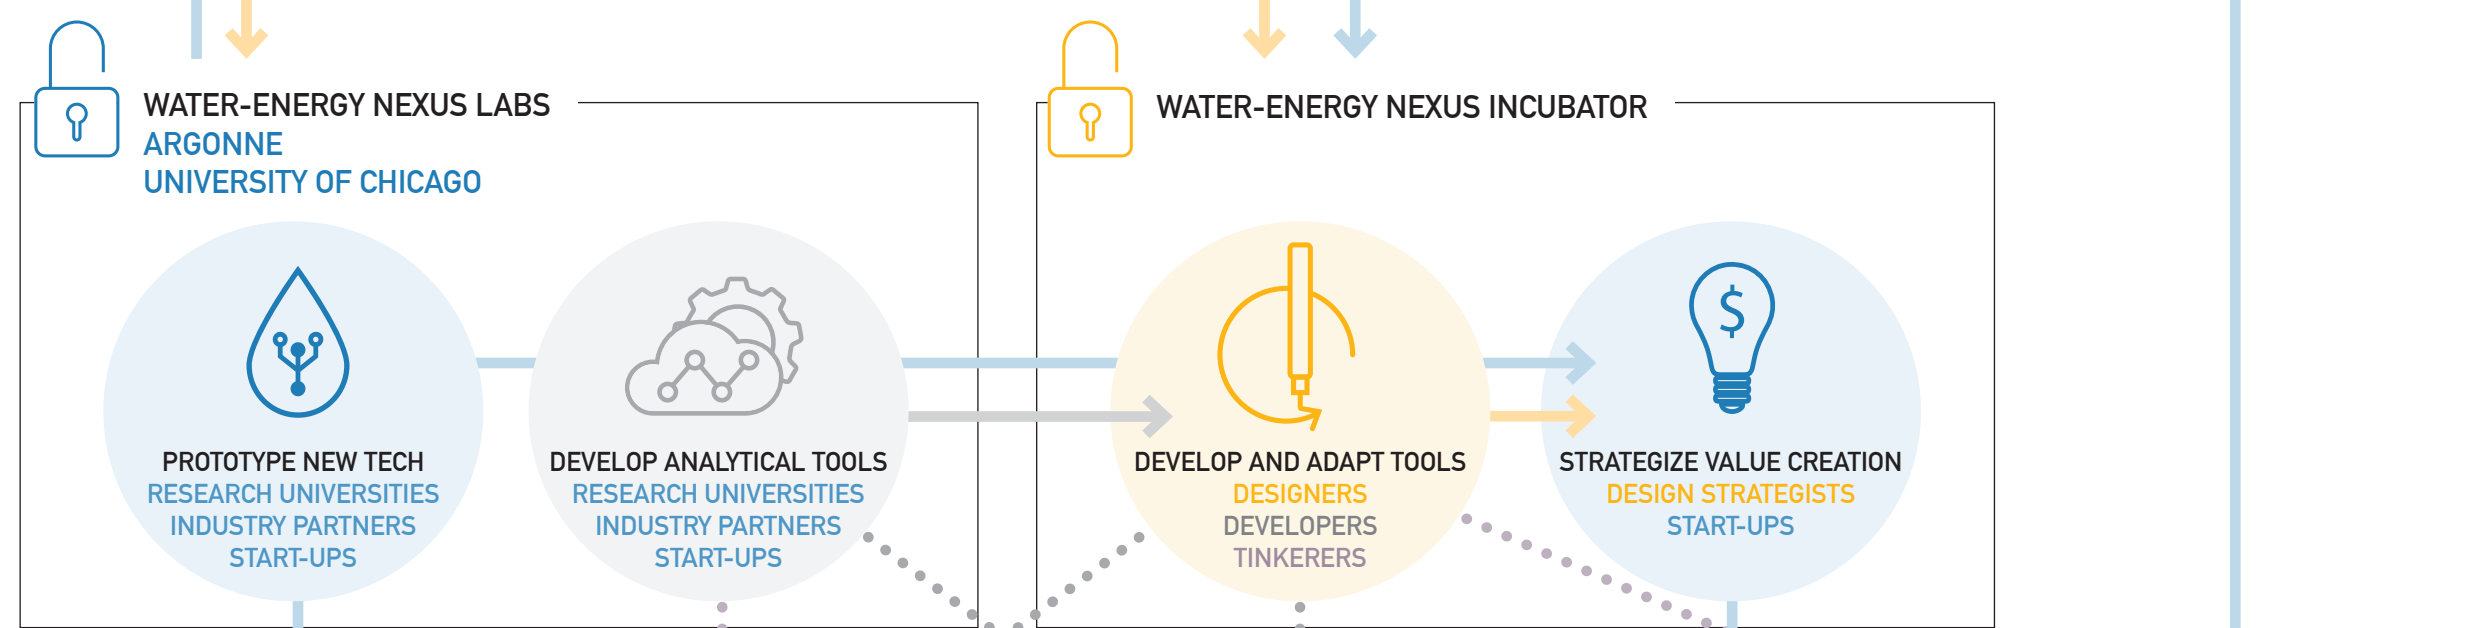 WATER-ENERGY NEXUS LABS
ARGONNE
UNIVERSITY OF CHICAGO
WATER-ENERGY NEXUS INCUBATOR
PROTOTYPE NEW TECH
RESEARCH UNIVERSITIES
INDUSTRY PARTNERS
START-UPS
DEVELOP ANALYTICAL TOOLS
RESEARCH UNIVERSITIES
INDUSTRY PARTNERS
START-UPS
DEVELOP AND ADAPT TOOLS
DESIGNERS
DEVELOPERS
TINKERERS
$
STRATEGIZE VALUE CREATION
DESIGN STRATEGISTS
START-UPS